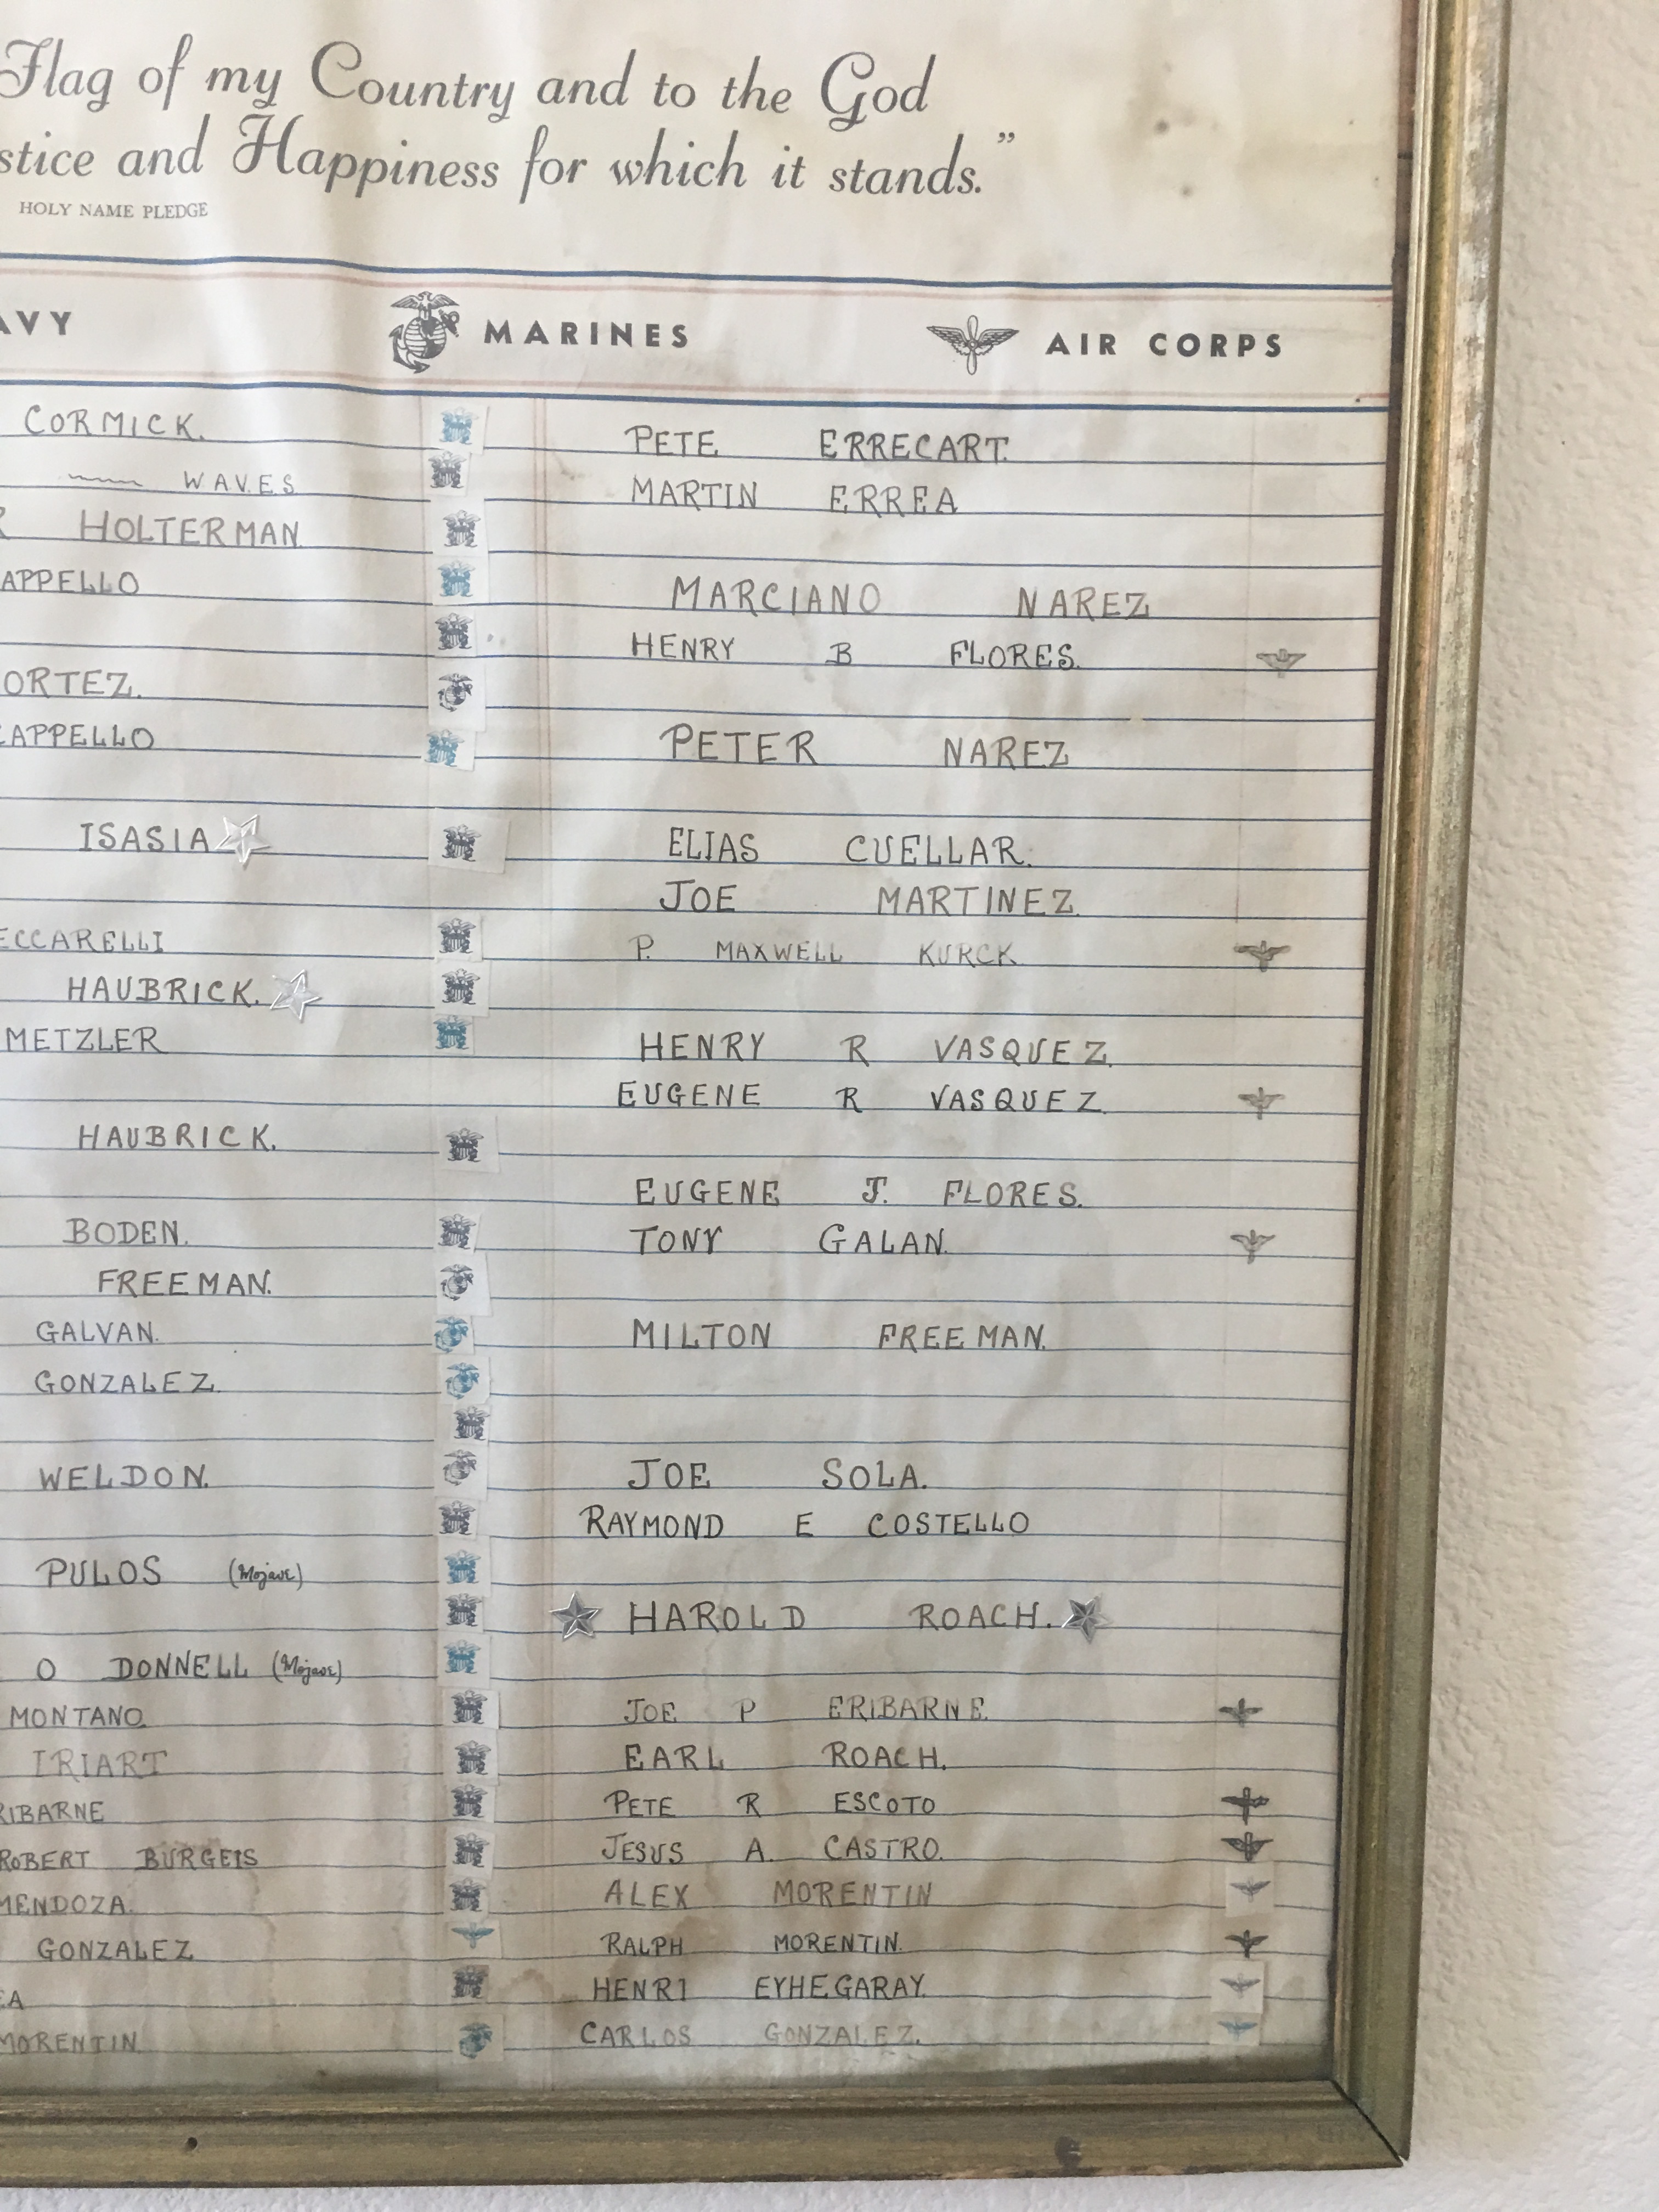 Flag of my Country and to the God
stice and Happiness for which it stands."
HOLY NAME PLEDGE
AVY MARINES AIR CORPS
CORMICK. PETE ERRECART.
WAVES MARTIN ERREA
R HOLTERMAN
APPELLO MARCIANO NAREZ
HENRY B FLORES.
ORTEZ.
CAPPELLO PETER NAREZ
ISASIA ELIAS CUELLAR.
JOE MARTINEZ
ECCARELLI P. MAXWELL KURCK
HAUBRICK.
METZLER HENRY R VASQUEZ.
EUGENE R VASQUEZ.
HAUBRICK.
EUGENE J. FLORES.
BODEN. TONY GALAN.
FREEMAN.
GALVAN. MILTON FREEMAN.
GONZALEZ.
WELDON. JOE SOLA.
RAYMOND E COSTELLO
PULOS (Mojave)
HAROLD ROACH.
O DONNELL (Mojave)
MONTANO JOE P ERIBARNE.
IRIART EARL ROACH.
RIBARNE PETE R ESCOTO
ROBERT BURGEIS JESUS A. CASTRO.
MENDOZA. ALEX MORENTIN
GONZALEZ RALPH MORENTIN.
EA HENRI EYHEGARAY.
MORENTIN. CARLOS GONZALEZ.